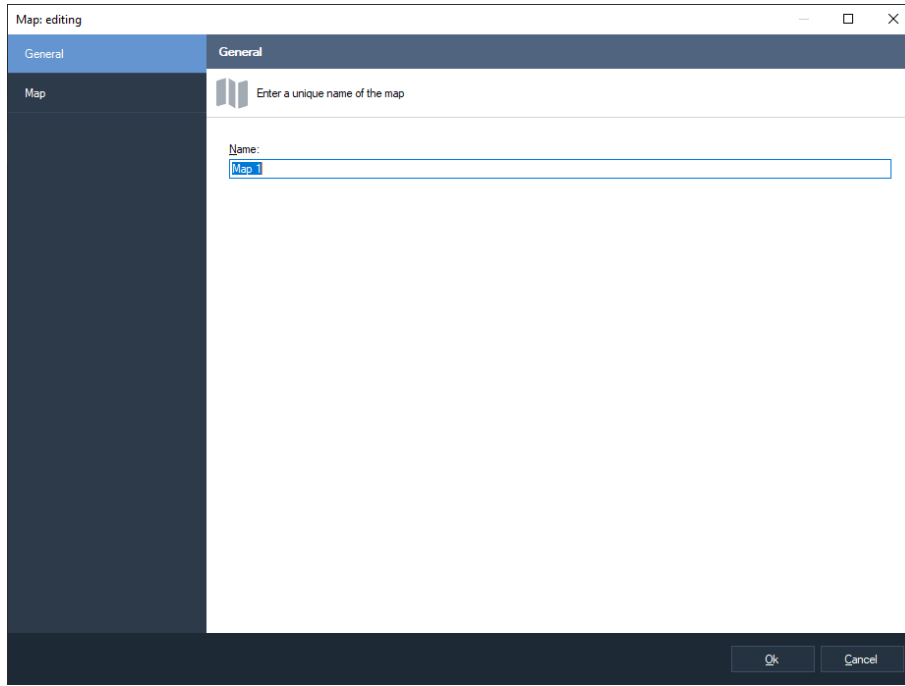 Map: editing
General
Map
General
Enter a unique name of the map
Name:
Map 1
Ok
Cancel